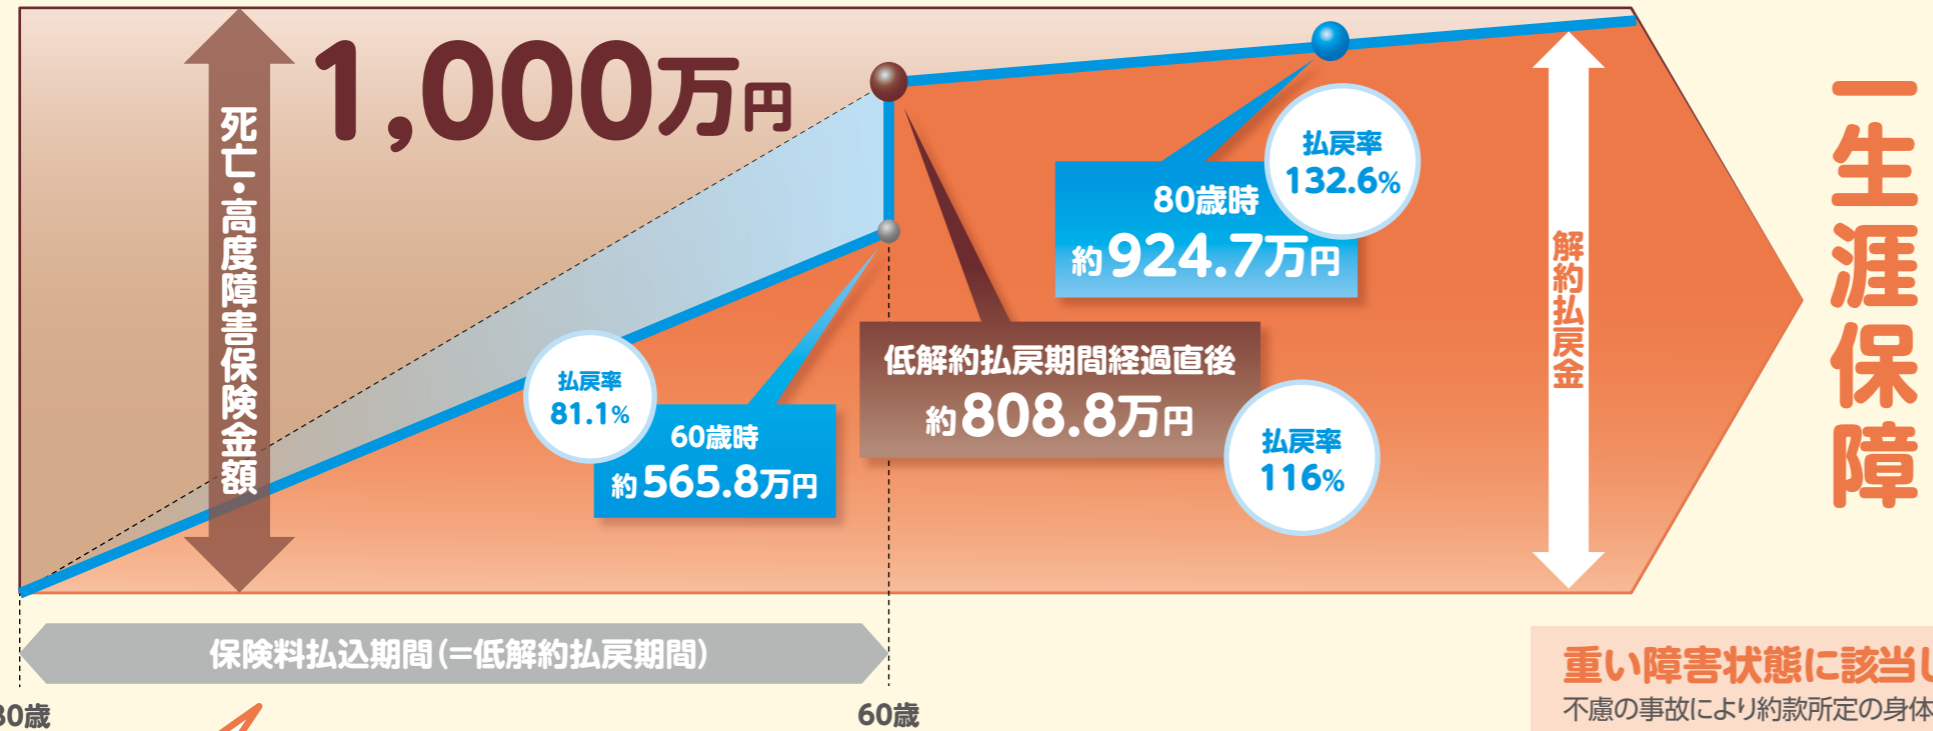 1,000万円
死亡・高度障害保険金額
払戻率
81.1%
60歳時
約565.8万円
低解約払戻期間経過直後
約808.8万円
払戻率
116%
80歳時
約924.7万円
払戻率
132.6%
解約払戻金
一生涯保障
保険料払込期間(=低解約払戻期間)
30歳
60歳
重い障害状態に該当し
不慮の事故により約款所定の身体